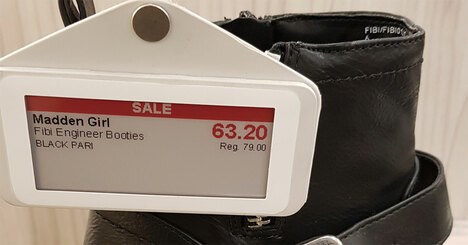 SALE
Madden Girl
63.20
Fibi Engineer Booties
BLACK PARI
Reg. 79.00